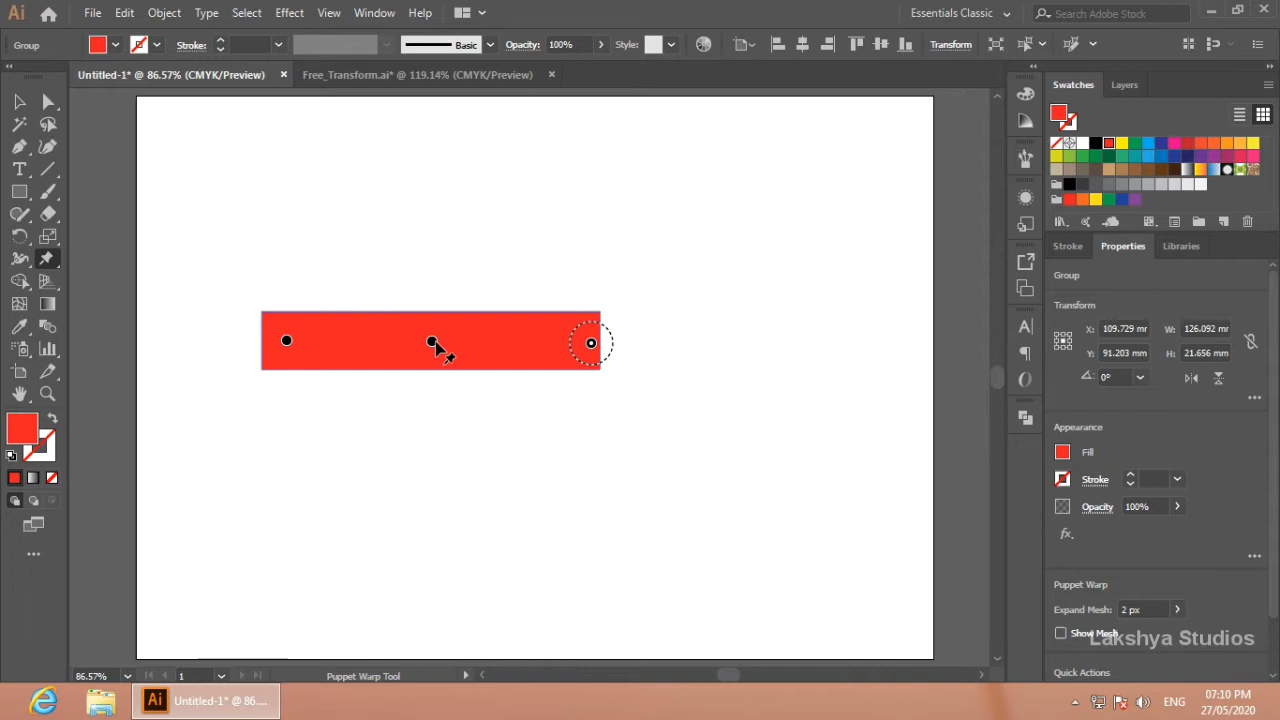 Ai File Edit Object Type Select Effect View Window Help Essentials Classic Search Adobe Stock
Group Stroke: Basic Opacity: 100% Style: Transform
Untitled-1* @ 86.57% (CMYK/Preview) Free_Transform.ai* @ 119.14% (CMYK/Preview)
Swatches Layers
Stroke Properties Libraries
Group
Transform
X: 109.729 mr W: 126.092 mr
Y: 91.203 mm H: 21.656 mm
0°
Appearance
Fill
Stroke
Opacity 100%
fx.
Puppet Warp
Expand Mesh: 2 px
Show Mesh
Lakshya Studios
Quick Actions
86.57% 1 Puppet Warp Tool
Ai Untitled-1* @ 86.... ENG
07:10 PM
27/05/2020